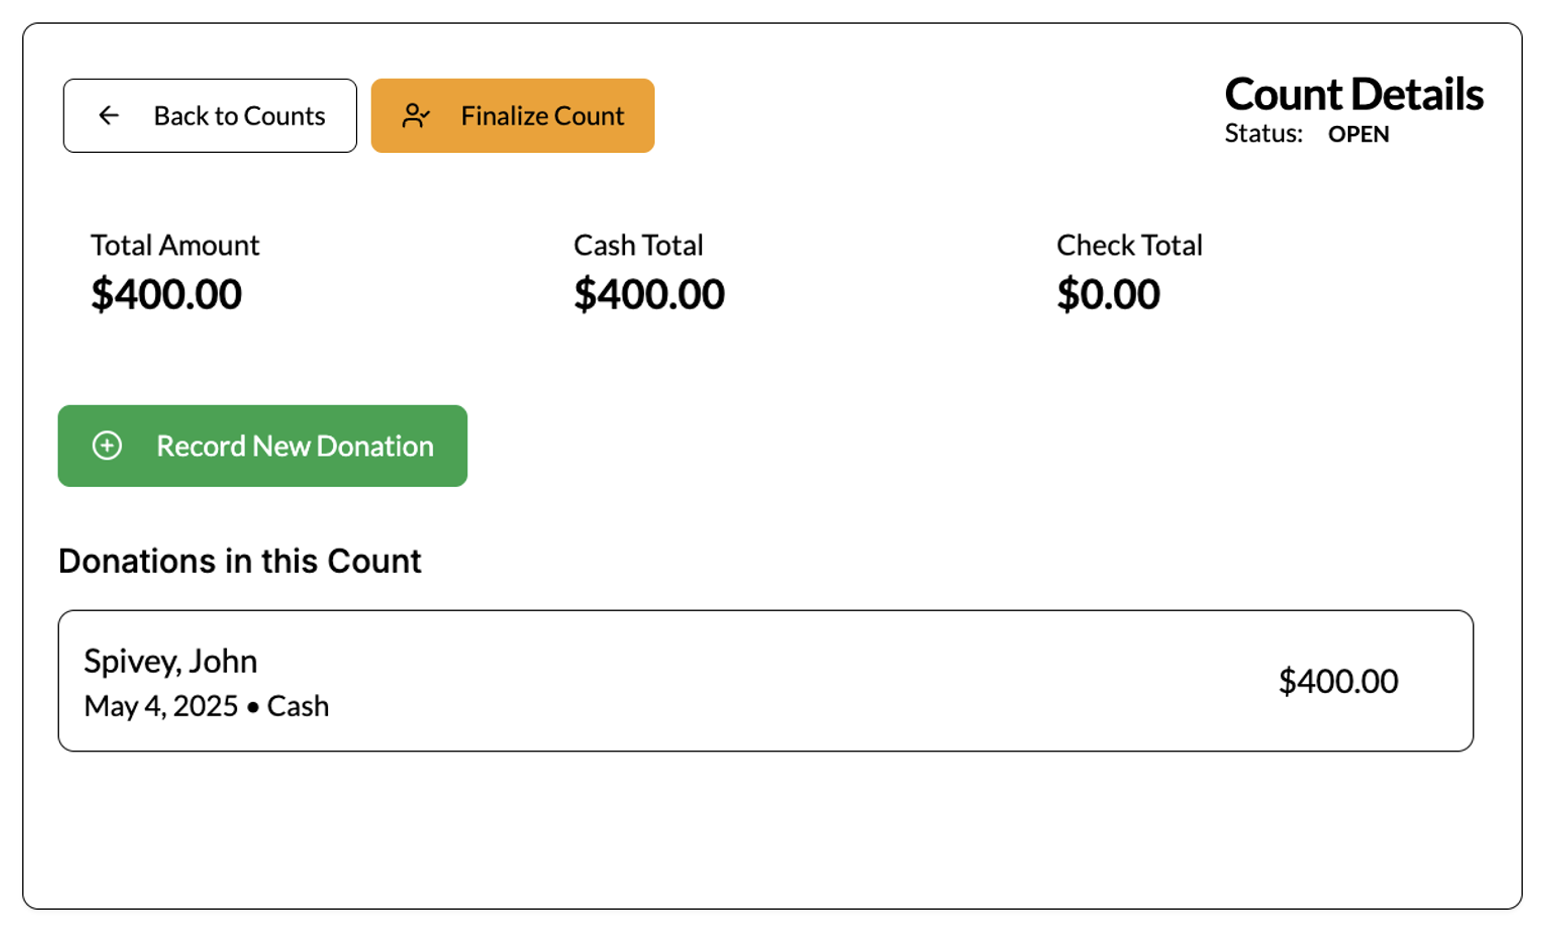 Back to Counts
Finalize Count
Count Details
Status: OPEN
Total Amount
$400.00
Cash Total
$400.00
Check Total
$0.00
Record New Donation
Donations in this Count
Spivey, John
May 4, 2025 • Cash
$400.00